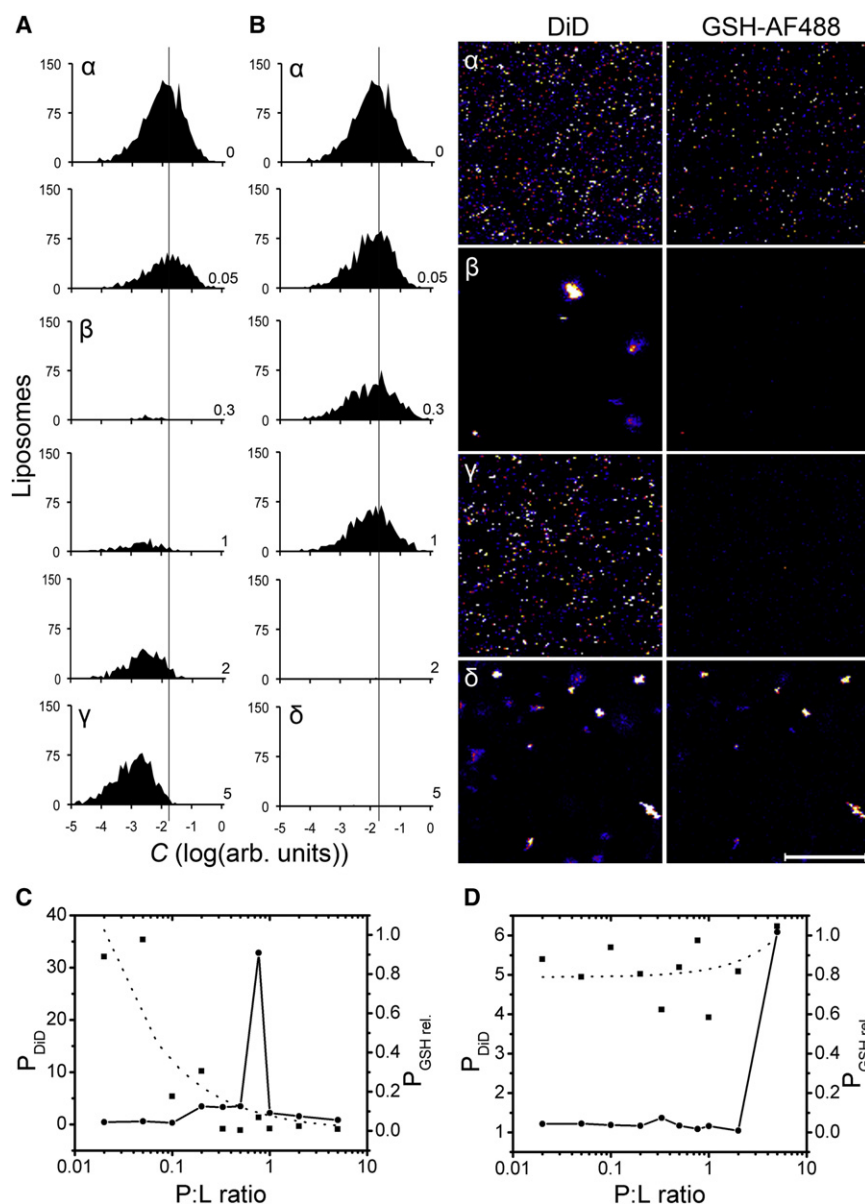 A
B
DiD
GSH-AF488
Liposomes
150
75
0
α
0
150
75
0
α
0
α
150
75
0
0.05
150
75
0
0.05
150
75
0
β
0.3
150
75
0
0.3
β
150
75
0
1
150
75
0
1
γ
150
75
0
2
150
75
0
2
150
75
0
γ
5
150
75
0
δ
5
δ
-5 -4 -3 -2 -1 0
-5 -4 -3 -2 -1 0
C (log(arb. units))
C
40
30
20
10
0
P DiD
1.0
0.8
0.6
0.4
0.2
0.0
P GSH rel.
0.01 0.1 1 10
P:L ratio
D
6
5
4
3
2
1
P DiD
1.0
0.8
0.6
0.4
0.2
0.0
P GSH rel.
0.01 0.1 1 10
P:L ratio